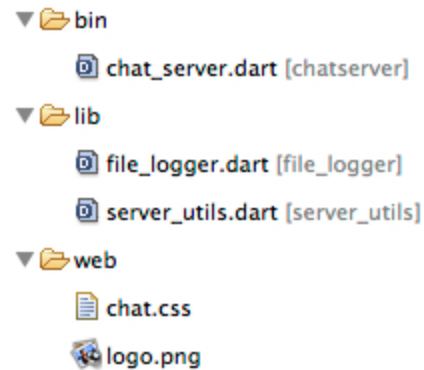 bin
chat_server.dart [chatserver]
lib
file_logger.dart [file_logger]
server_utils.dart [server_utils]
web
chat.css
logo.png